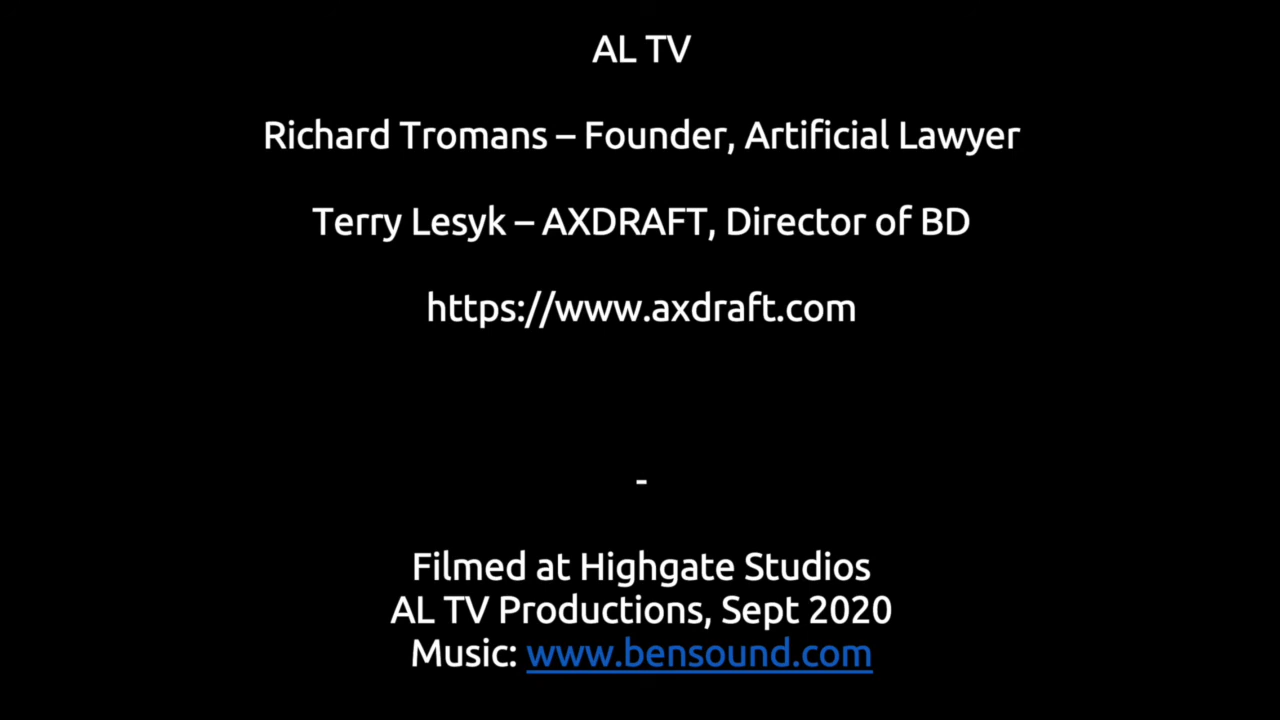 AL TV
Richard Tromans – Founder, Artificial Lawyer
Terry Lesyk – AXDRAFT, Director of BD
https://www.axdraft.com
-
Filmed at Highgate Studios
AL TV Productions, Sept 2020
Music: www.bensound.com